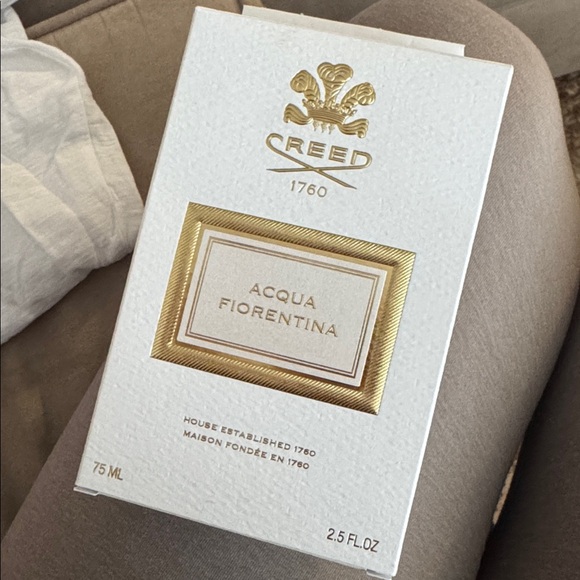 CREED
1760
ACQUA
FIORENTINA
HOUSE ESTABLISHED 1760
MAISON FONDÉE EN 1760
75 ML
2.5 FL.OZ